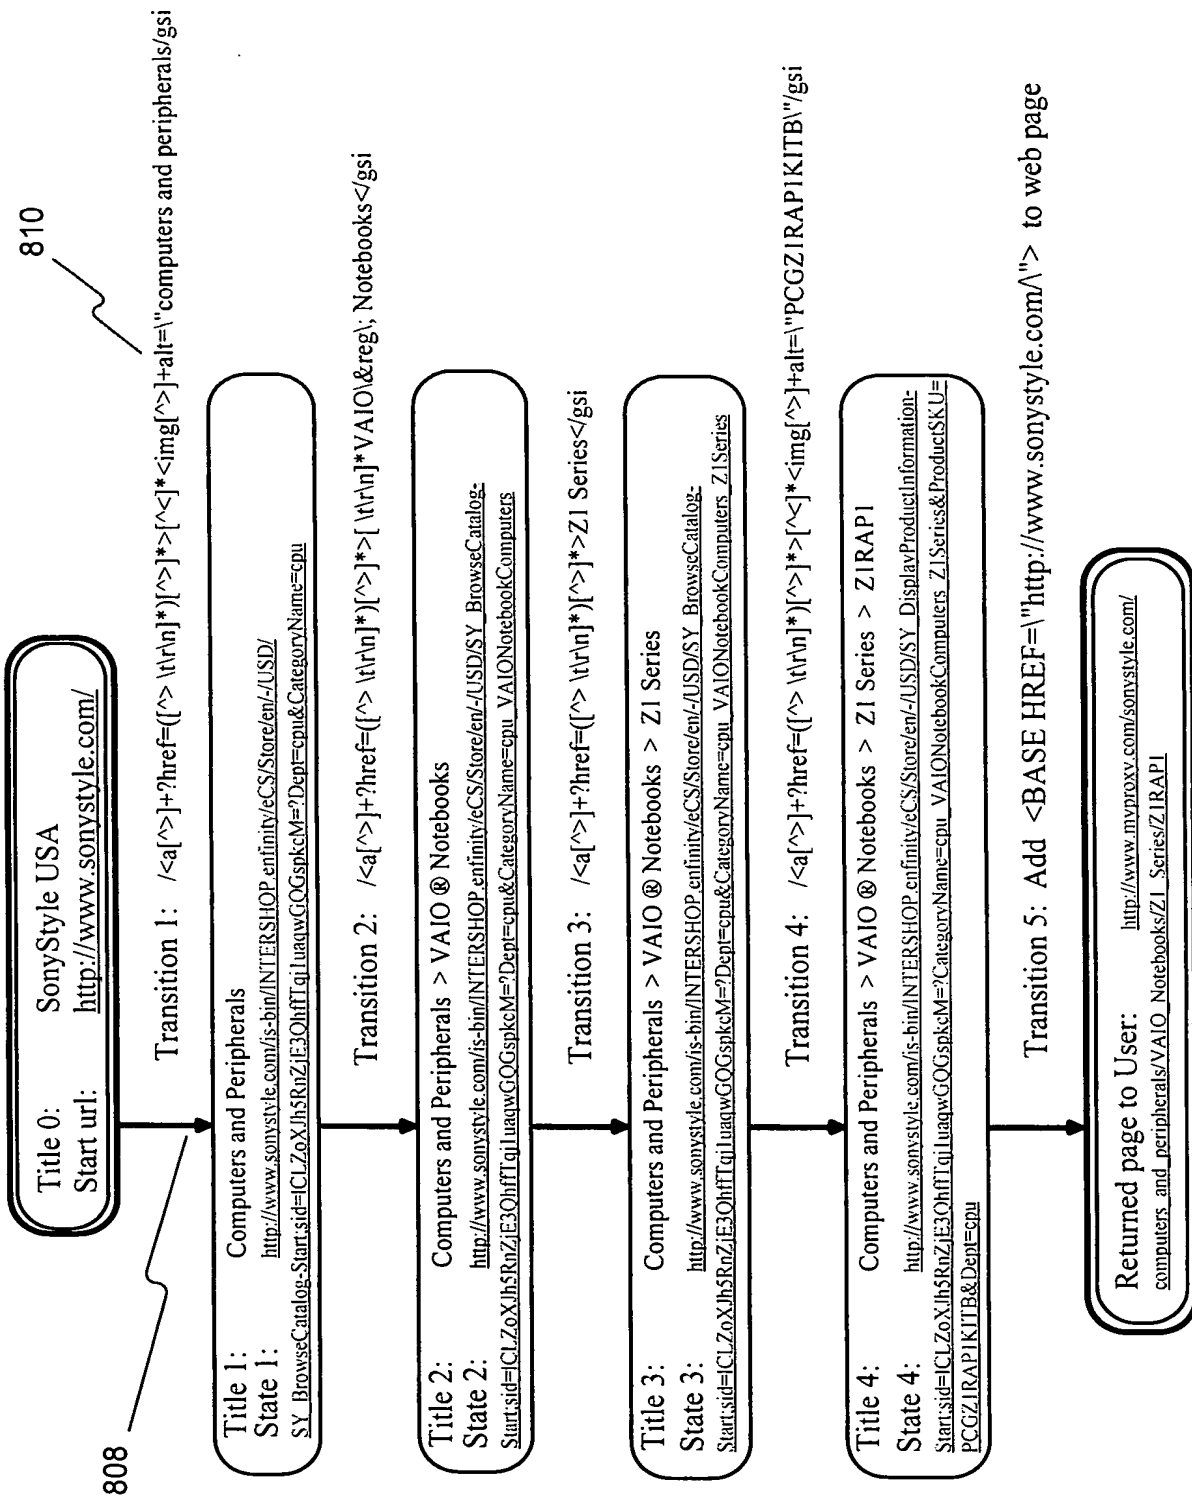 Title 0: SonyStyle USA
Start url: http://www.sonystyle.com/
808
810
Transition 1: /<a[^>]+?href=([^> \t\r\n]*)[^>]*>[^<]*<img[^>]+alt=\"computers and peripherals/gsi
Title 1: Computers and Peripherals
State 1: http://www.sonystyle.com/is-bin/INTERSHOP.enfinity/eCS/Store/en/-/USD/
SY_BrowseCatalog-Start;sid=ICLZoXJh5RnZjE3QhfTqj1uaqwGQGspkcM=?Dept=cpu&CategoryName=cpu
Transition 2: /<a[^>]+?href=([^> \t\r\n]*)[^>]*>[ \t\r\n]*VAIO\&reg\; Notebooks</gsi
Title 2: Computers and Peripherals > VAIO ® Notebooks
State 2: http://www.sonystyle.com/is-bin/INTERSHOP.enfinity/eCS/Store/en/-/USD/SY_BrowseCatalog-
Start;sid=ICLZoXJh5RnZjE3QhfTqj1uaqwGQGspkcM=?Dept=cpu&CategoryName=cpu_VAIONotebookComputers
Transition 3: /<a[^>]+?href=([^> \t\r\n]*)[^>]*>Z1 Series</gsi
Title 3: Computers and Peripherals > VAIO ® Notebooks > Z1 Series
State 3: http://www.sonystyle.com/is-bin/INTERSHOP.enfinity/eCS/Store/en/-/USD/SY_BrowseCatalog-
Start;sid=ICLZoXJh5RnZjE3QhfTqj1uaqwGQGspkcM=?Dept=cpu&CategoryName=cpu_VAIONotebookComputers_Z1Series
Transition 4: /<a[^>]+?href=([^> \t\r\n]*)[^>]*>[^<]*<img[^>]+alt=\"PCGZ1RAP1KITB\"/gsi
Title 4: Computers and Peripherals > VAIO ® Notebooks > Z1 Series > Z1RAP1
State 4: http://www.sonystyle.com/is-bin/INTERSHOP.enfinity/eCS/Store/en/-/USD/SY_DisplayProductInformation-
Start;sid=ICLZoXJh5RnZjE3QhfTqj1uaqwGQGspkcM=?CategoryName=cpu_VAIONotebookComputers_Z1Series&ProductSKU=
PCGZ1RAP1KITB&Dept=cpu
Transition 5: Add <BASE HREF=\"http://www.sonystyle.com/\"> to web page
Returned page to User: http://www.myproxy.com/sonystyle.com/
computers_and_peripherals/VAIO_Notebooks/Z1_Series/Z1RAP1